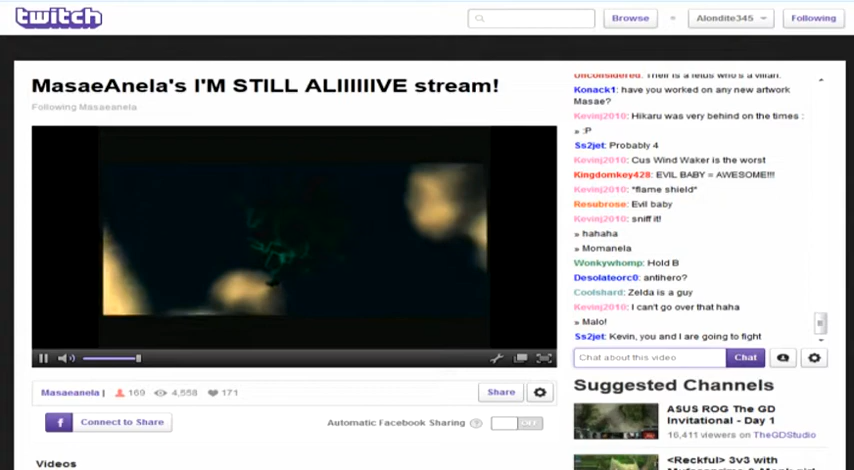 twitch
Browse
Alondite345
Following
MasaeAnela's I'M STILL ALIIIIIIVE stream!
Following Masaeanela
Unconsidered: Their is a fetus who's a villan.
Konack1: have you worked on any new artwork
Masae?
Kevinj2010: Hikaru was very behind on the times :
» :P
Ss2jet: Probably 4
Kevinj2010: Cus Wind Waker is the worst
Kingdomkey428: EVIL BABY = AWESOME!!!
Kevinj2010: *flame shield*
Resubrose: Evil baby
Kevinj2010: sniff it!
» hahaha
» Momanela
Wonkywhomp: Hold B
Desolateorc0: antihero?
Coolshard: Zelda is a guy
Kevinj2010: I can't go over that haha
» Malo!
Ss2jet: Kevin, you and I are going to fight
Chat about this video
Chat
Masaeanela |
169
4,558
171
Share
f Connect to Share
Automatic Facebook Sharing
?
OFF
Suggested Channels
ASUS ROG The GD
Invitational - Day 1
16,411 viewers on TheGDStudio
<Reckful> 3v3 with
Videos